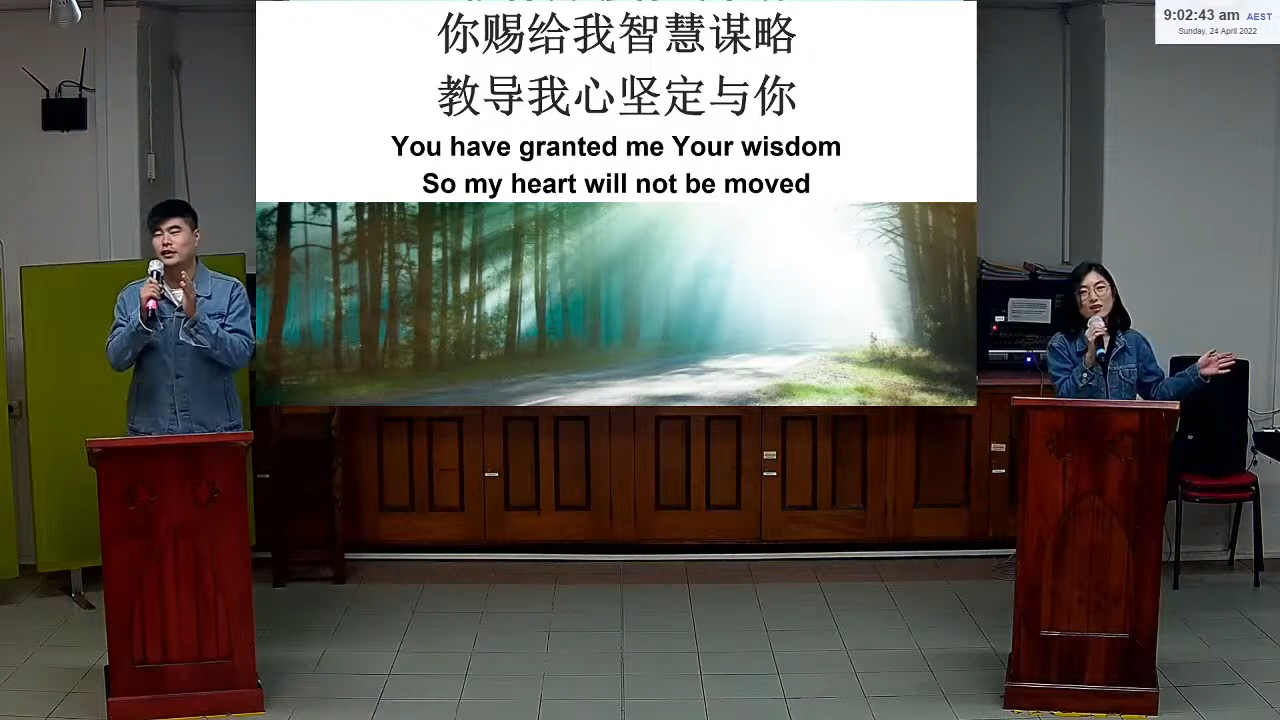 你赐给我智慧谋略
教导我心坚定与你
You have granted me Your wisdom
So my heart will not be moved
9:02:43 am AEST
Sunday, 24 April 2022